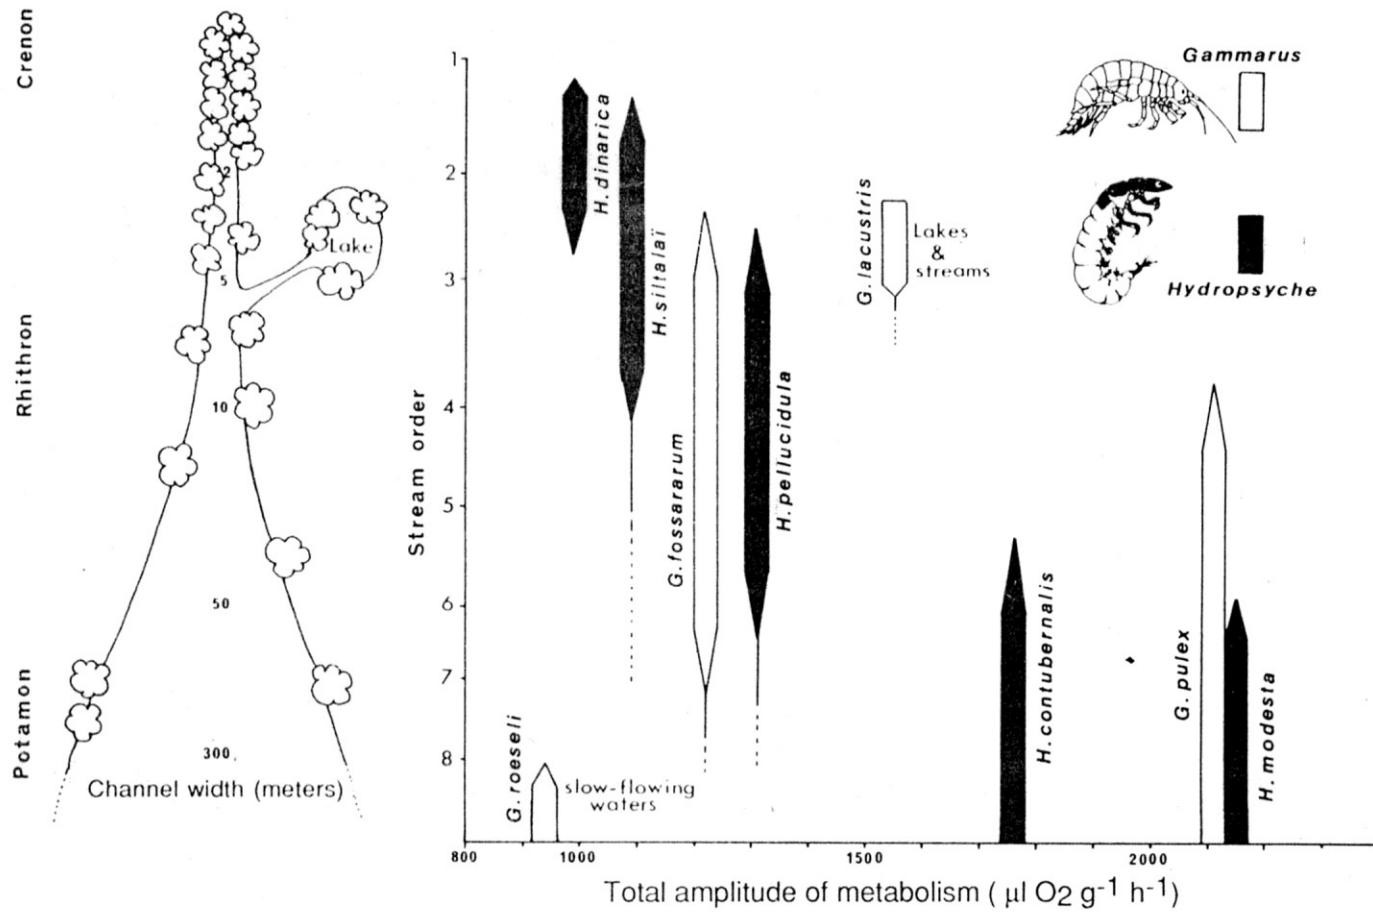 Crenon
Rhithron
Potamon
2
Lake
5
10
50
300
Channel width (meters)
Stream order
1
2
3
4
5
6
7
8
H. dinarica
H. siltalaï
G. fossararum
H. pellucidula
G. lacustris
Lakes
&
streams
Gammarus
Hydropsyche
G. roeseli
slow-flowing
waters
H. contubernalis
G. pulex
H. modesta
800
1000
1500
2000
Total amplitude of metabolism ( µl O2 g-1 h-1)